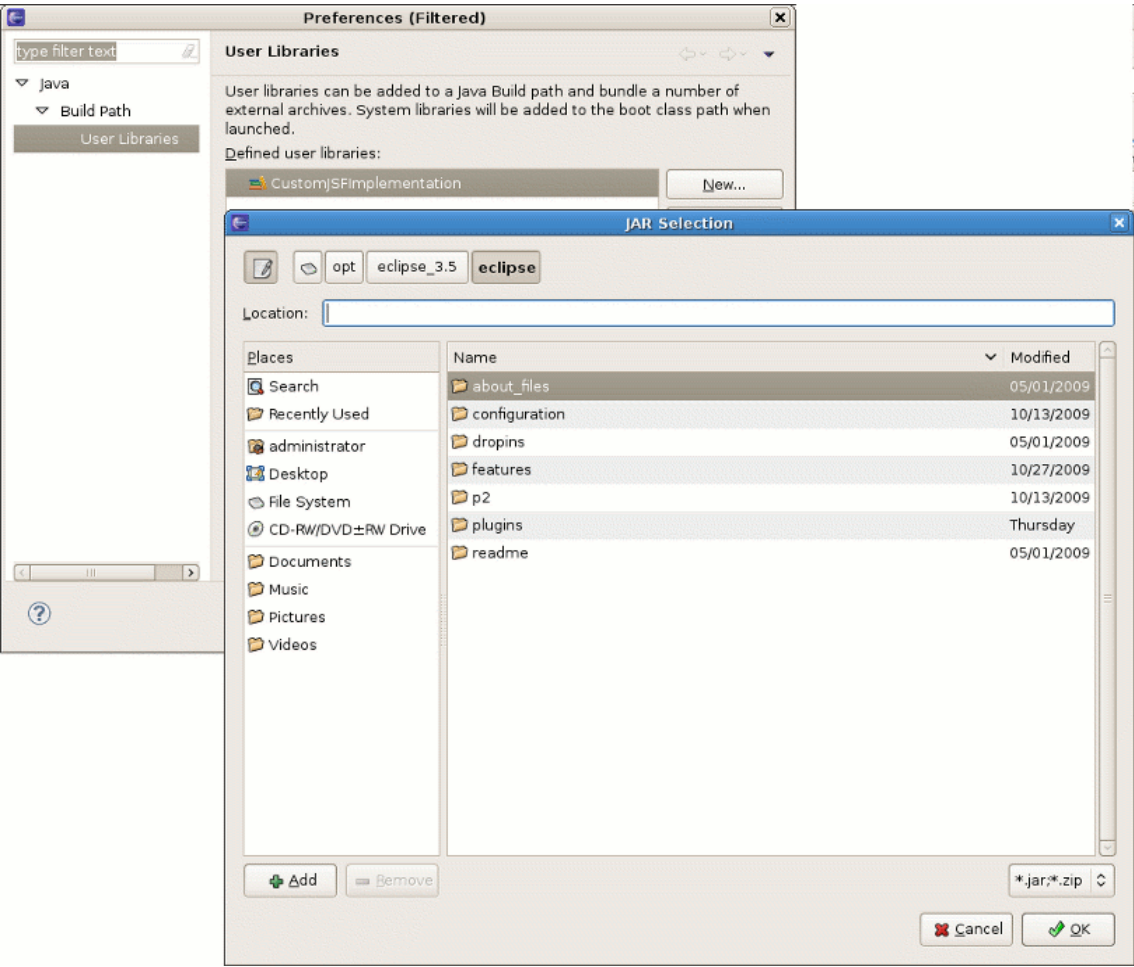 Preferences (Filtered)
type filter text
Java
Build Path
User Libraries
User Libraries
User libraries can be added to a Java Build path and bundle a number of
external archives. System libraries will be added to the boot class path when
launched.
Defined user libraries:
CustomJSFImplementation
New...
JAR Selection
opt eclipse_3.5 eclipse
Location:
Places
Search
Recently Used
administrator
Desktop
File System
CD-RW/DVD±RW Drive
Documents
Music
Pictures
Videos
Name Modified
about_files 05/01/2009
configuration 10/13/2009
dropins 05/01/2009
features 10/27/2009
p2 10/13/2009
plugins Thursday
readme 05/01/2009
Add Remove
*.jar;*.zip
Cancel OK